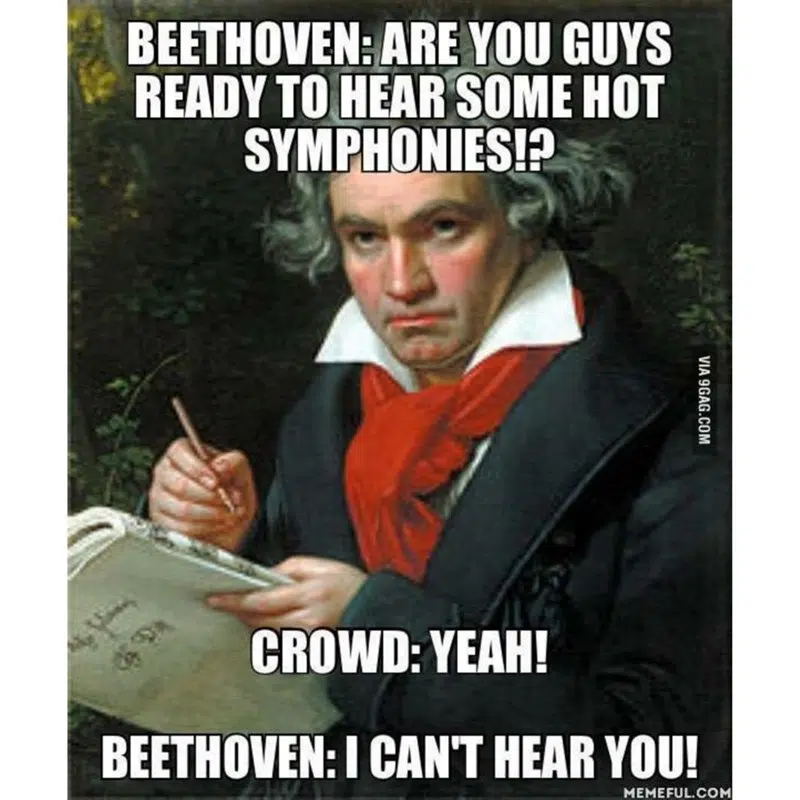 BEETHOVEN: ARE YOU GUYS
READY TO HEAR SOME HOT
SYMPHONIES!?
VIA 9GAG.COM
CROWD: YEAH!
BEETHOVEN: I CAN'T HEAR YOU!
MEMEFUL.COM